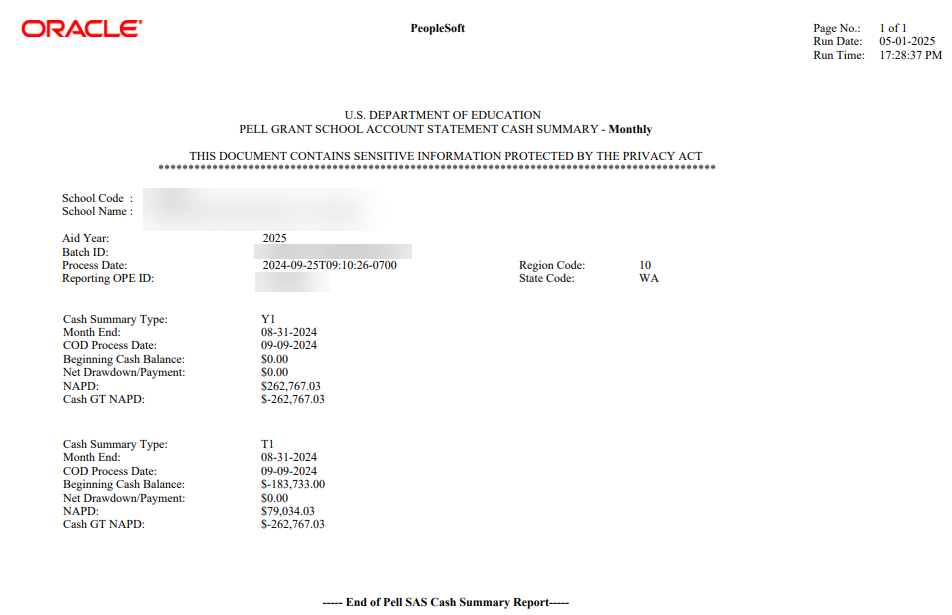 ORACLE
PeopleSoft
Page No.: 1 of 1
Run Date: 05-01-2025
Run Time: 17:28:37 PM
U.S. DEPARTMENT OF EDUCATION
PELL GRANT SCHOOL ACCOUNT STATEMENT CASH SUMMARY - Monthly
THIS DOCUMENT CONTAINS SENSITIVE INFORMATION PROTECTED BY THE PRIVACY ACT
School Code :
School Name :
Aid Year: 2025
Batch ID:
Process Date: 2024-09-25T09:10:26-0700 Region Code: 10
Reporting OPE ID: State Code: WA
Cash Summary Type: Y1
Month End: 08-31-2024
COD Process Date: 09-09-2024
Beginning Cash Balance: $0.00
Net Drawdown/Payment: $0.00
NAPD: $262,767.03
Cash GT NAPD: $-262,767.03
Cash Summary Type: T1
Month End: 08-31-2024
COD Process Date: 09-09-2024
Beginning Cash Balance: $-183,733.00
Net Drawdown/Payment: $0.00
NAPD: $79,034.03
Cash GT NAPD: $-262,767.03
----- End of Pell SAS Cash Summary Report-----